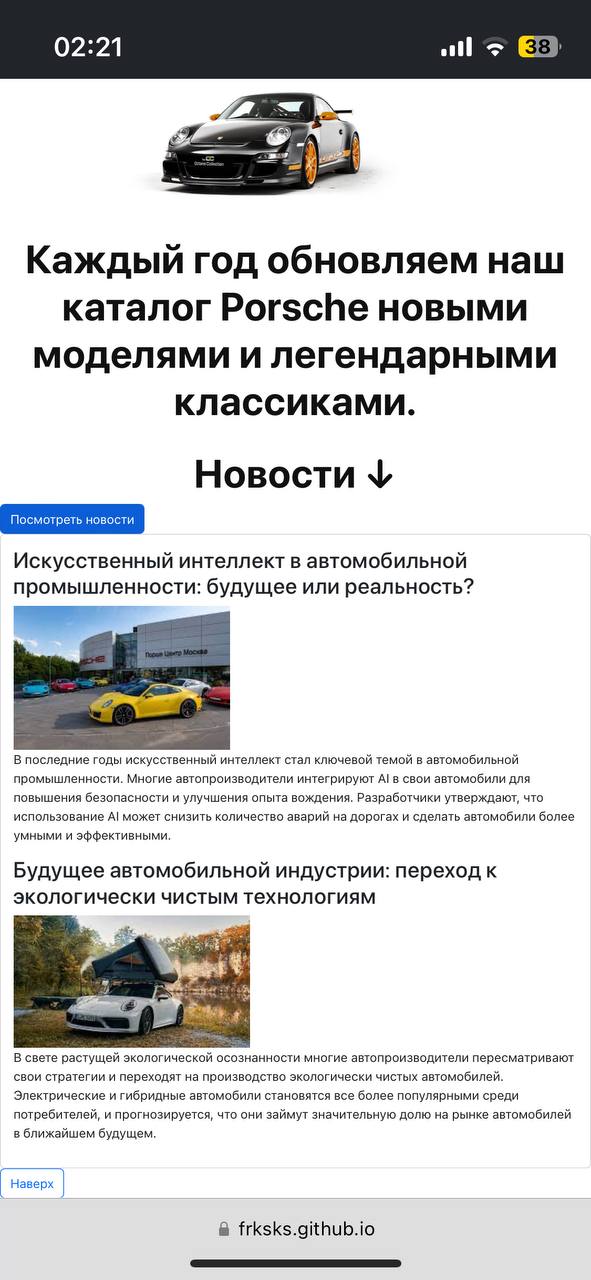 02:21
38
Octane Collection
Каждый год обновляем наш
каталог Porsche новыми
моделями и легендарными
классиками.
Новости ↓
Посмотреть новости
Искусственный интеллект в автомобильной
промышленности: будущее или реальность?
Порше Центр Москва
В последние годы искусственный интеллект стал ключевой темой в автомобильной
промышленности. Многие автопроизводители интегрируют AI в свои автомобили для
повышения безопасности и улучшения опыта вождения. Разработчики утверждают, что
использование AI может снизить количество аварий на дорогах и сделать автомобили более
умными и эффективными.
Будущее автомобильной индустрии: переход к
экологически чистым технологиям
В свете растущей экологической осознанности многие автопроизводители пересматривают
свои стратегии и переходят на производство экологически чистых автомобилей.
Электрические и гибридные автомобили становятся все более популярными среди
потребителей, и прогнозируется, что они займут значительную долю на рынке автомобилей
в ближайшем будущем.
Наверх
frksks.github.io